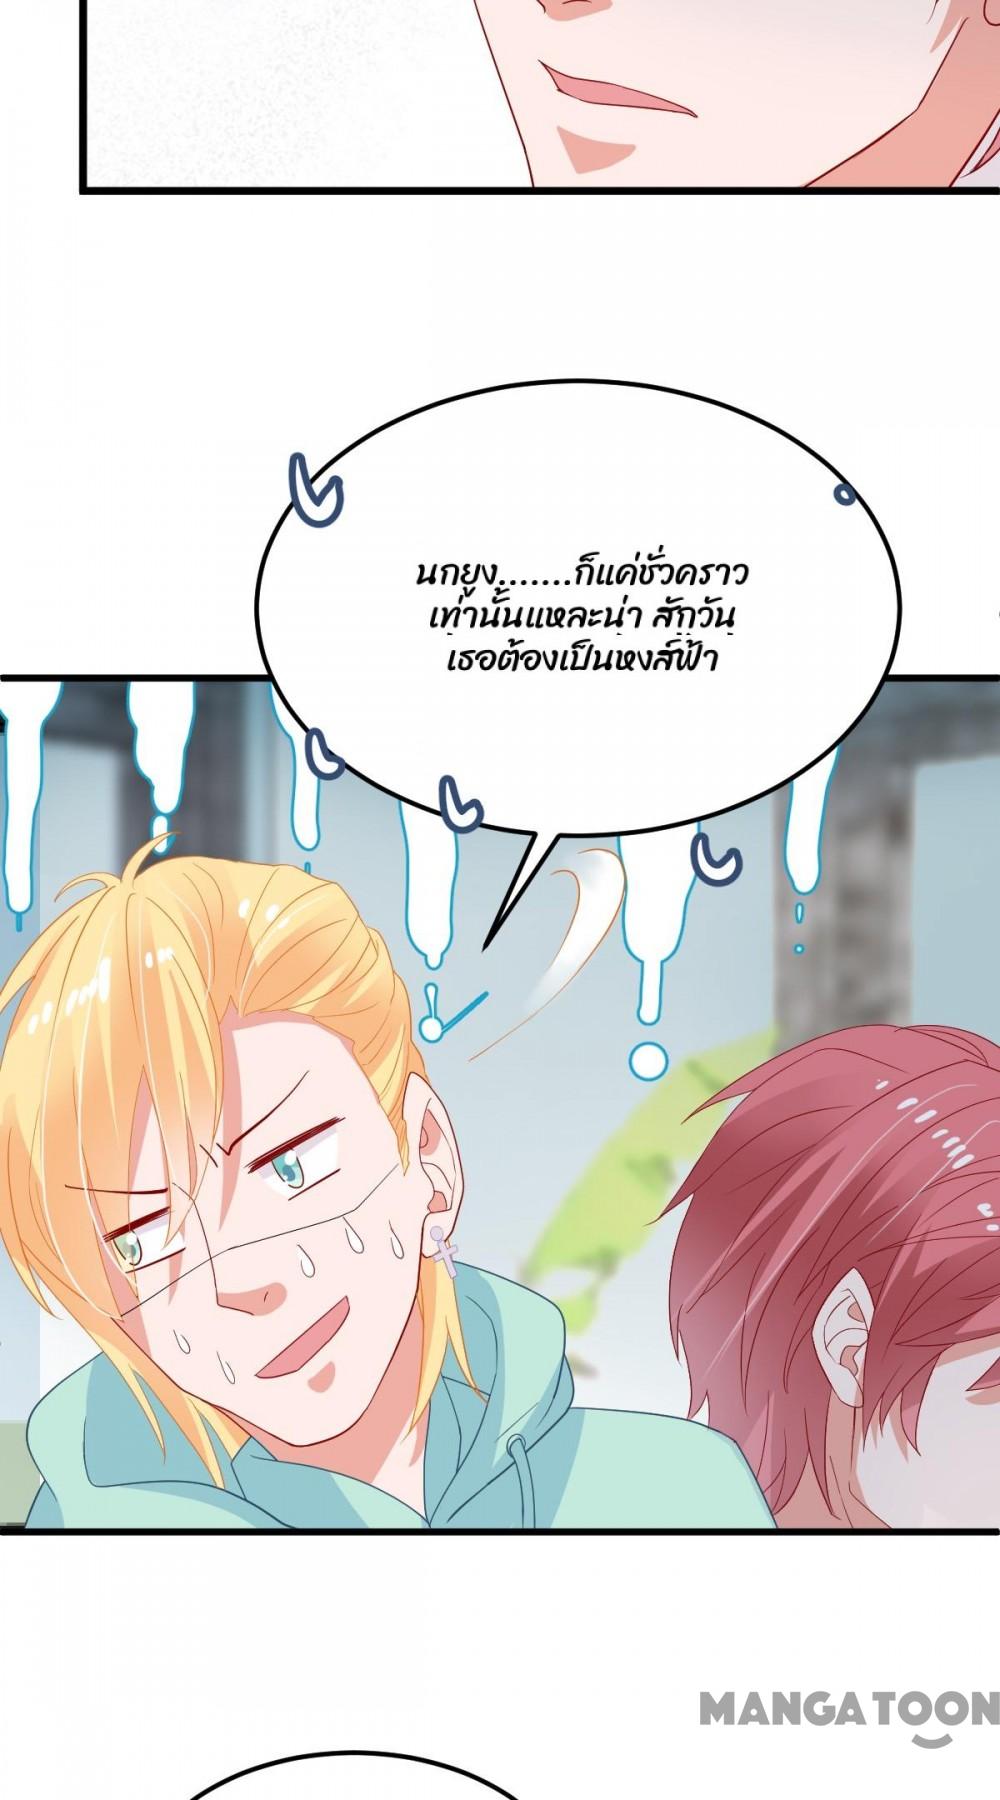 นกยูง.......ก็แค่ชั่วคราว
เท่านั้นแหละน่า สักวัน
เธอต้องเป็นหงส์ฟ้า
MANGATOON